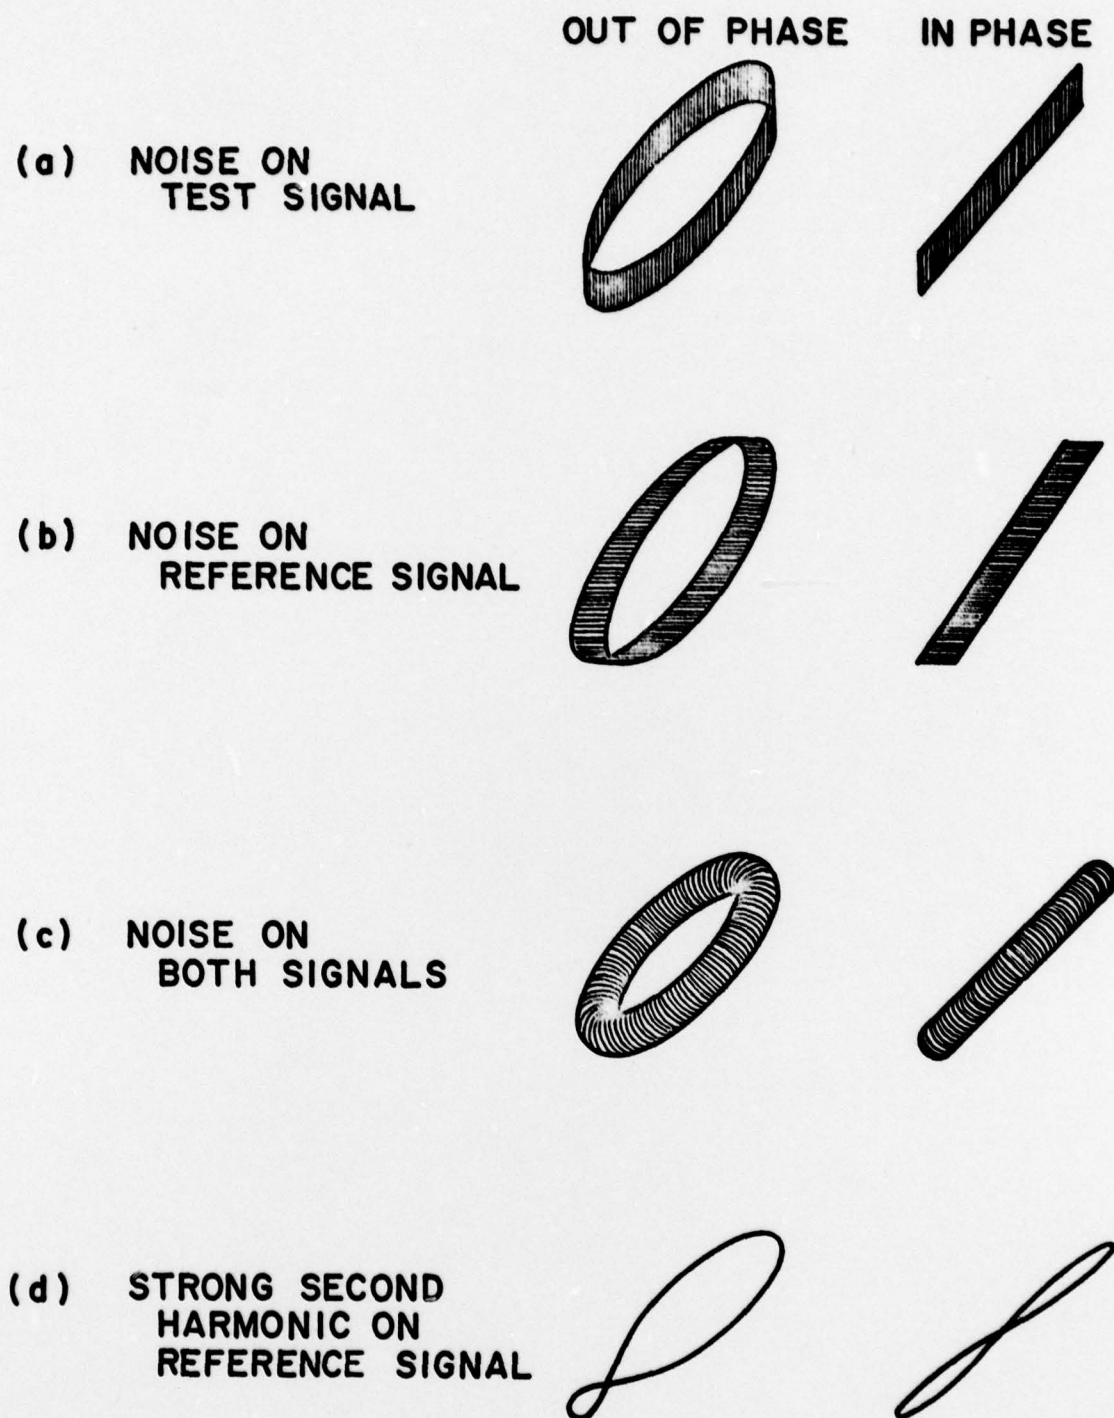 OUT OF PHASE IN PHASE
(a) NOISE ON
TEST SIGNAL
(b) NOISE ON
REFERENCE SIGNAL
(c) NOISE ON
BOTH SIGNALS
(d) STRONG SECOND
HARMONIC ON
REFERENCE SIGNAL